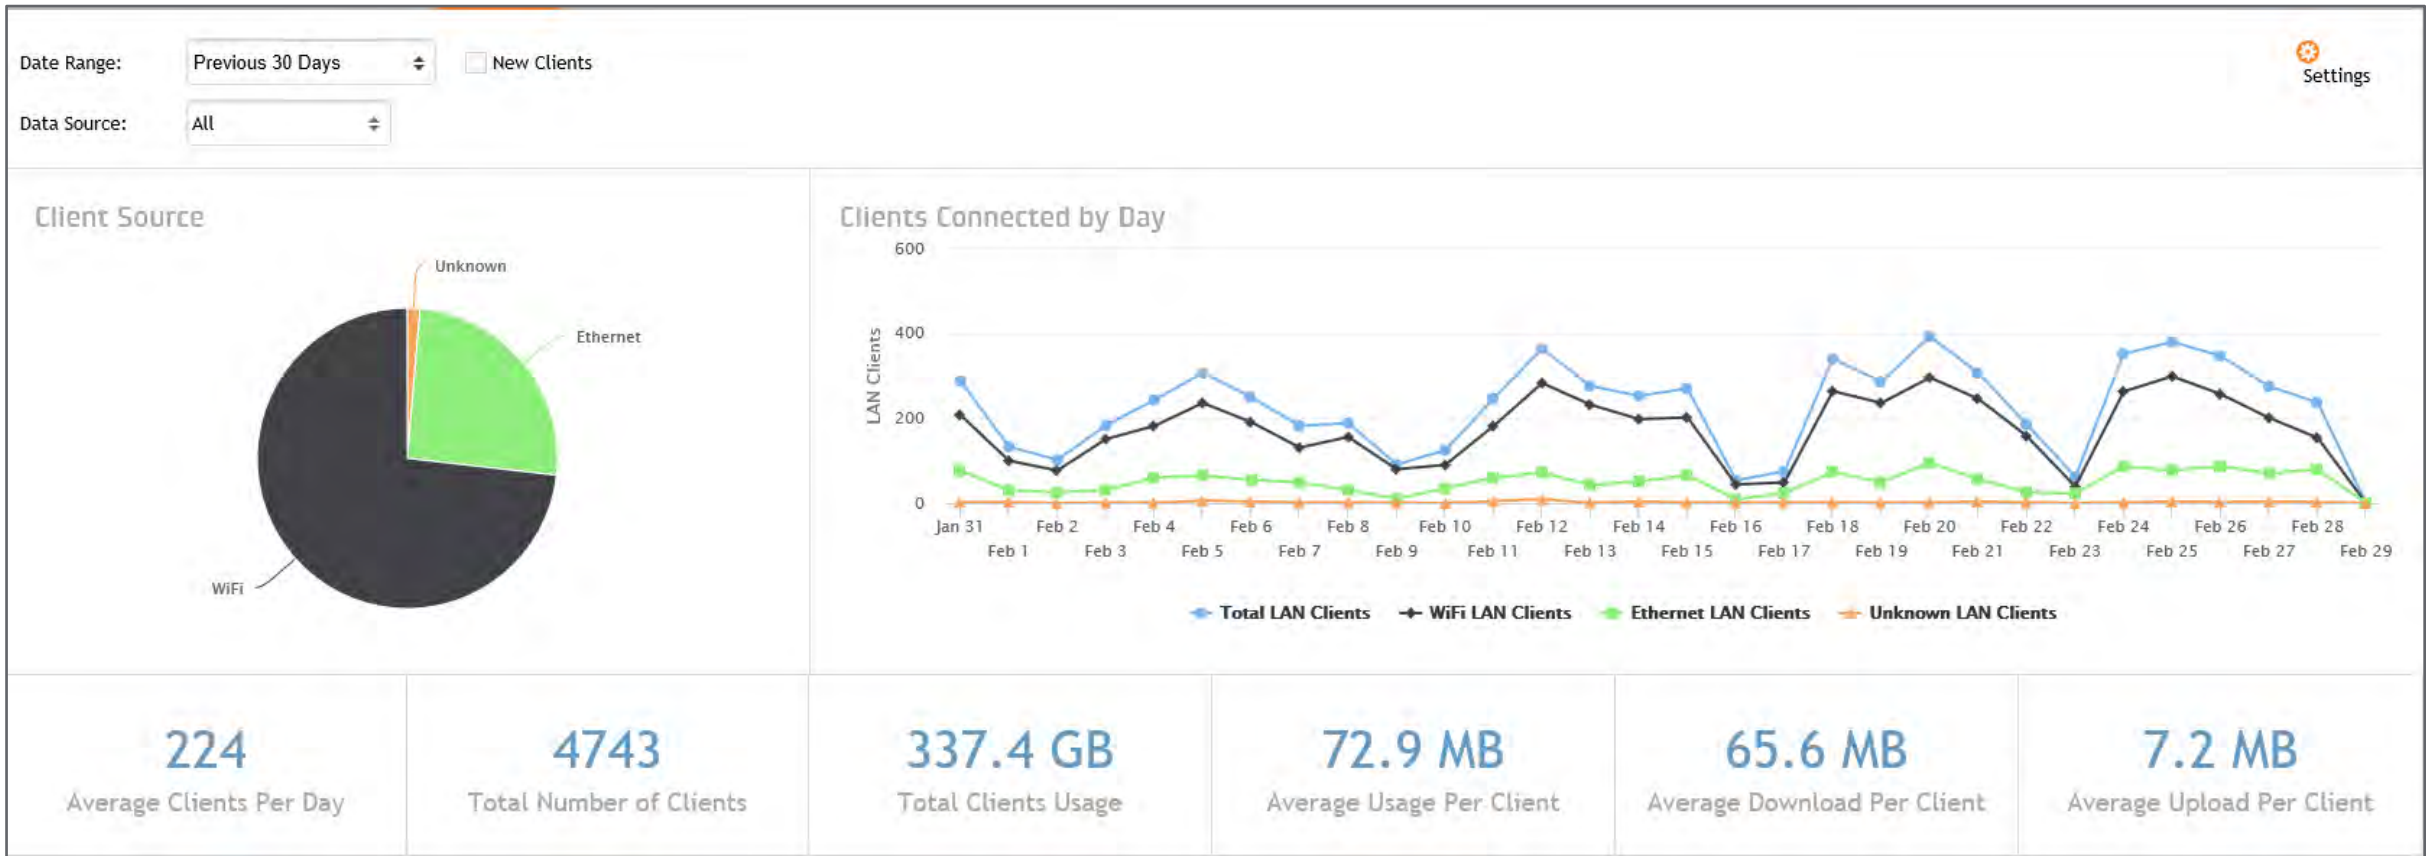 Date Range:
Previous 30 Days
New Clients
Settings
Data Source:
All
Client Source
Unknown
Ethernet
WiFi
Clients Connected by Day
600
400
200
0
LAN Clients
Jan 31 Feb 2 Feb 4 Feb 6 Feb 8 Feb 10 Feb 12 Feb 14 Feb 16 Feb 18 Feb 20 Feb 22 Feb 24 Feb 26 Feb 28
Feb 1 Feb 3 Feb 5 Feb 7 Feb 9 Feb 11 Feb 13 Feb 15 Feb 17 Feb 19 Feb 21 Feb 23 Feb 25 Feb 27 Feb 29
Total LAN Clients WiFi LAN Clients Ethernet LAN Clients Unknown LAN Clients
224
Average Clients Per Day
4743
Total Number of Clients
337.4 GB
Total Clients Usage
72.9 MB
Average Usage Per Client
65.6 MB
Average Download Per Client
7.2 MB
Average Upload Per Client